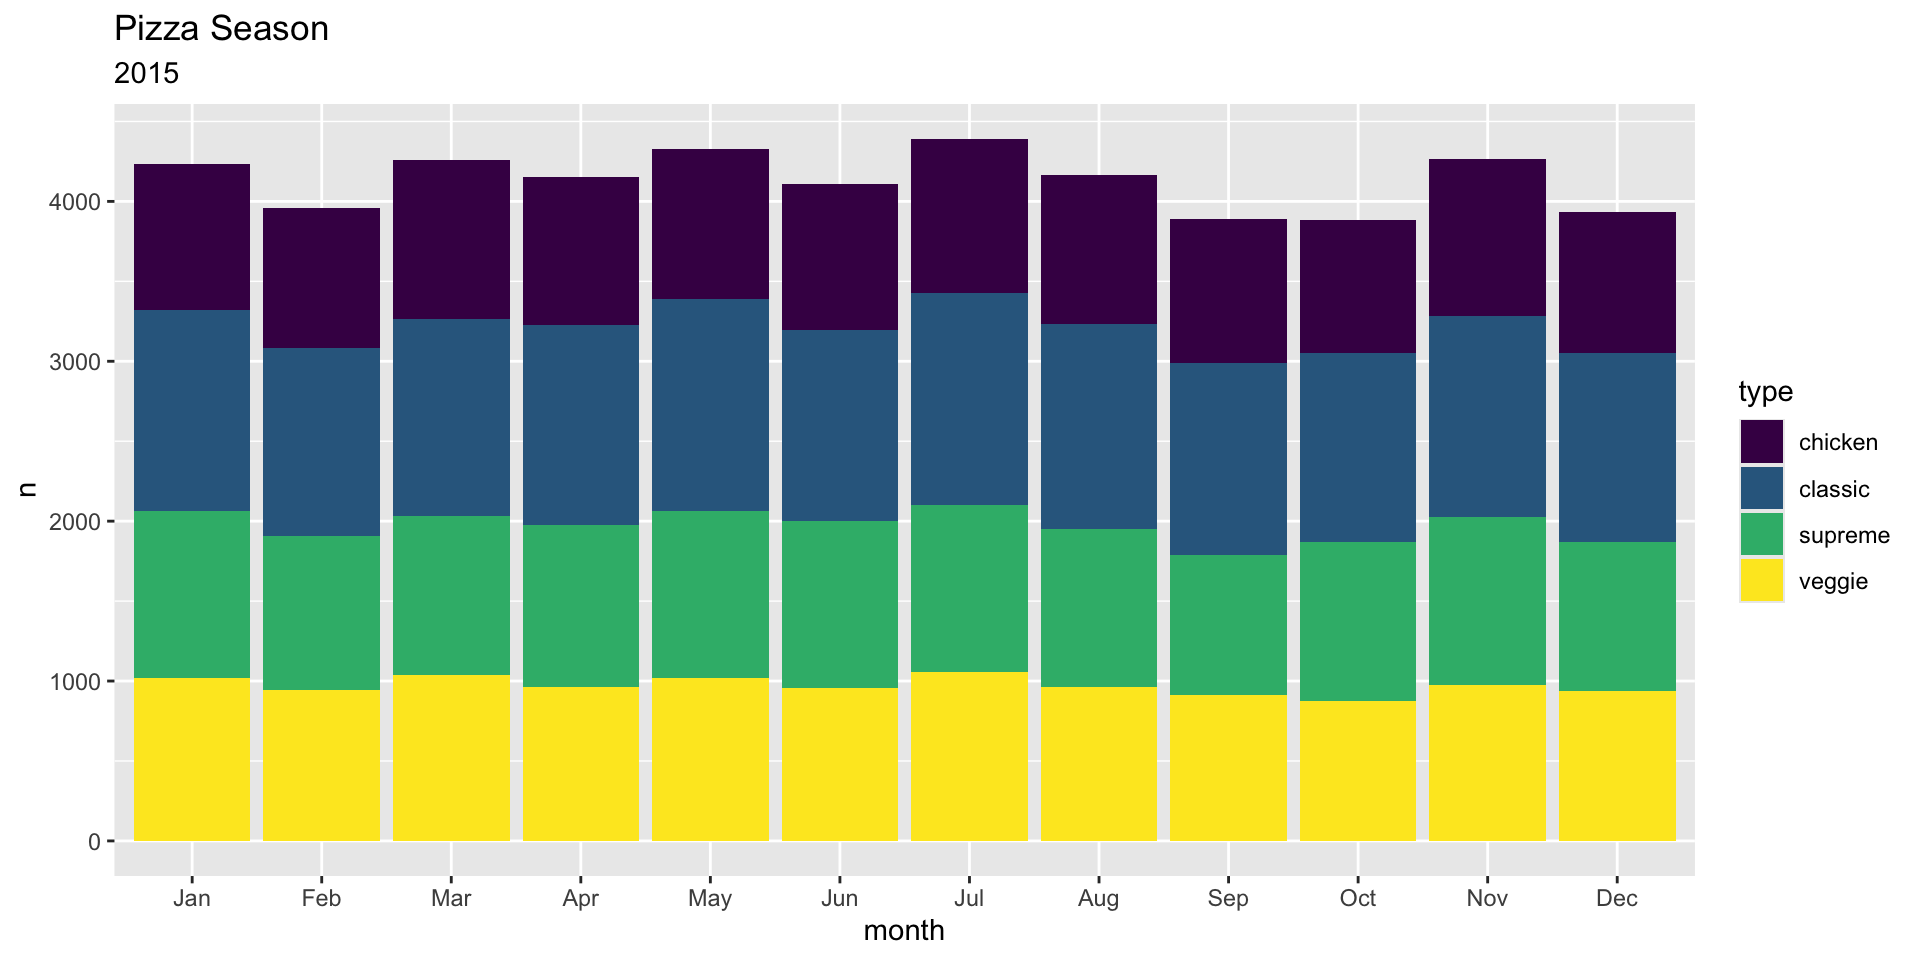 Pizza Season
2015
n
4000
3000
2000
1000
0
Jan Feb Mar Apr May Jun Jul Aug Sep Oct Nov Dec
month
type
chicken
classic
supreme
veggie